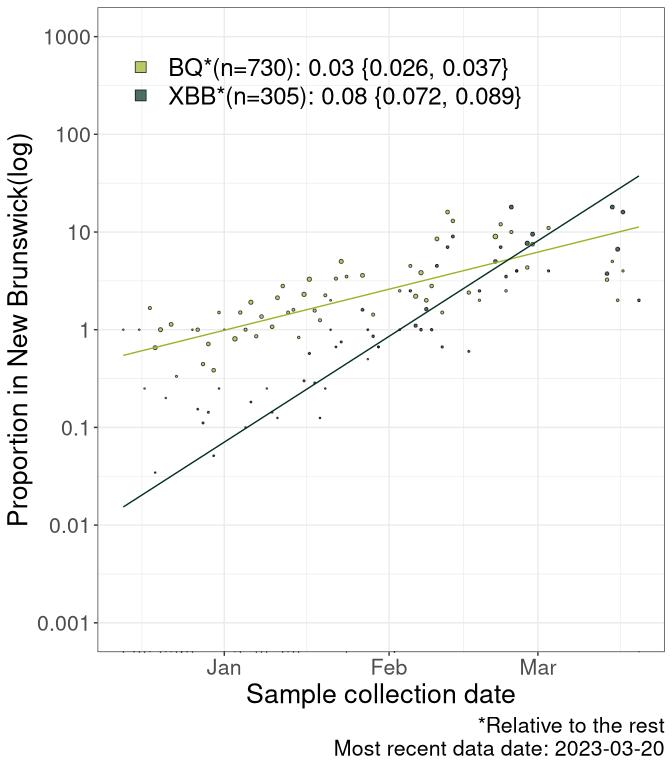 1000
100
10
1
0.1
0.01
0.001
Proportion in New Brunswick(log)
BQ*(n=730): 0.03 {0.026, 0.037}
XBB*(n=305): 0.08 {0.072, 0.089}
Jan Feb Mar
Sample collection date
*Relative to the rest
Most recent data date: 2023-03-20